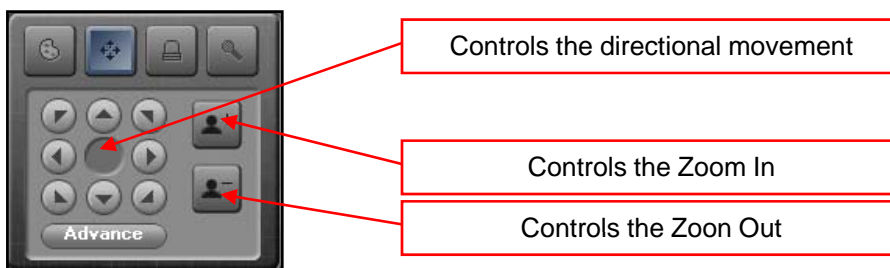 Controls the directional movement
Controls the Zoom In
Controls the Zoon Out
Advance